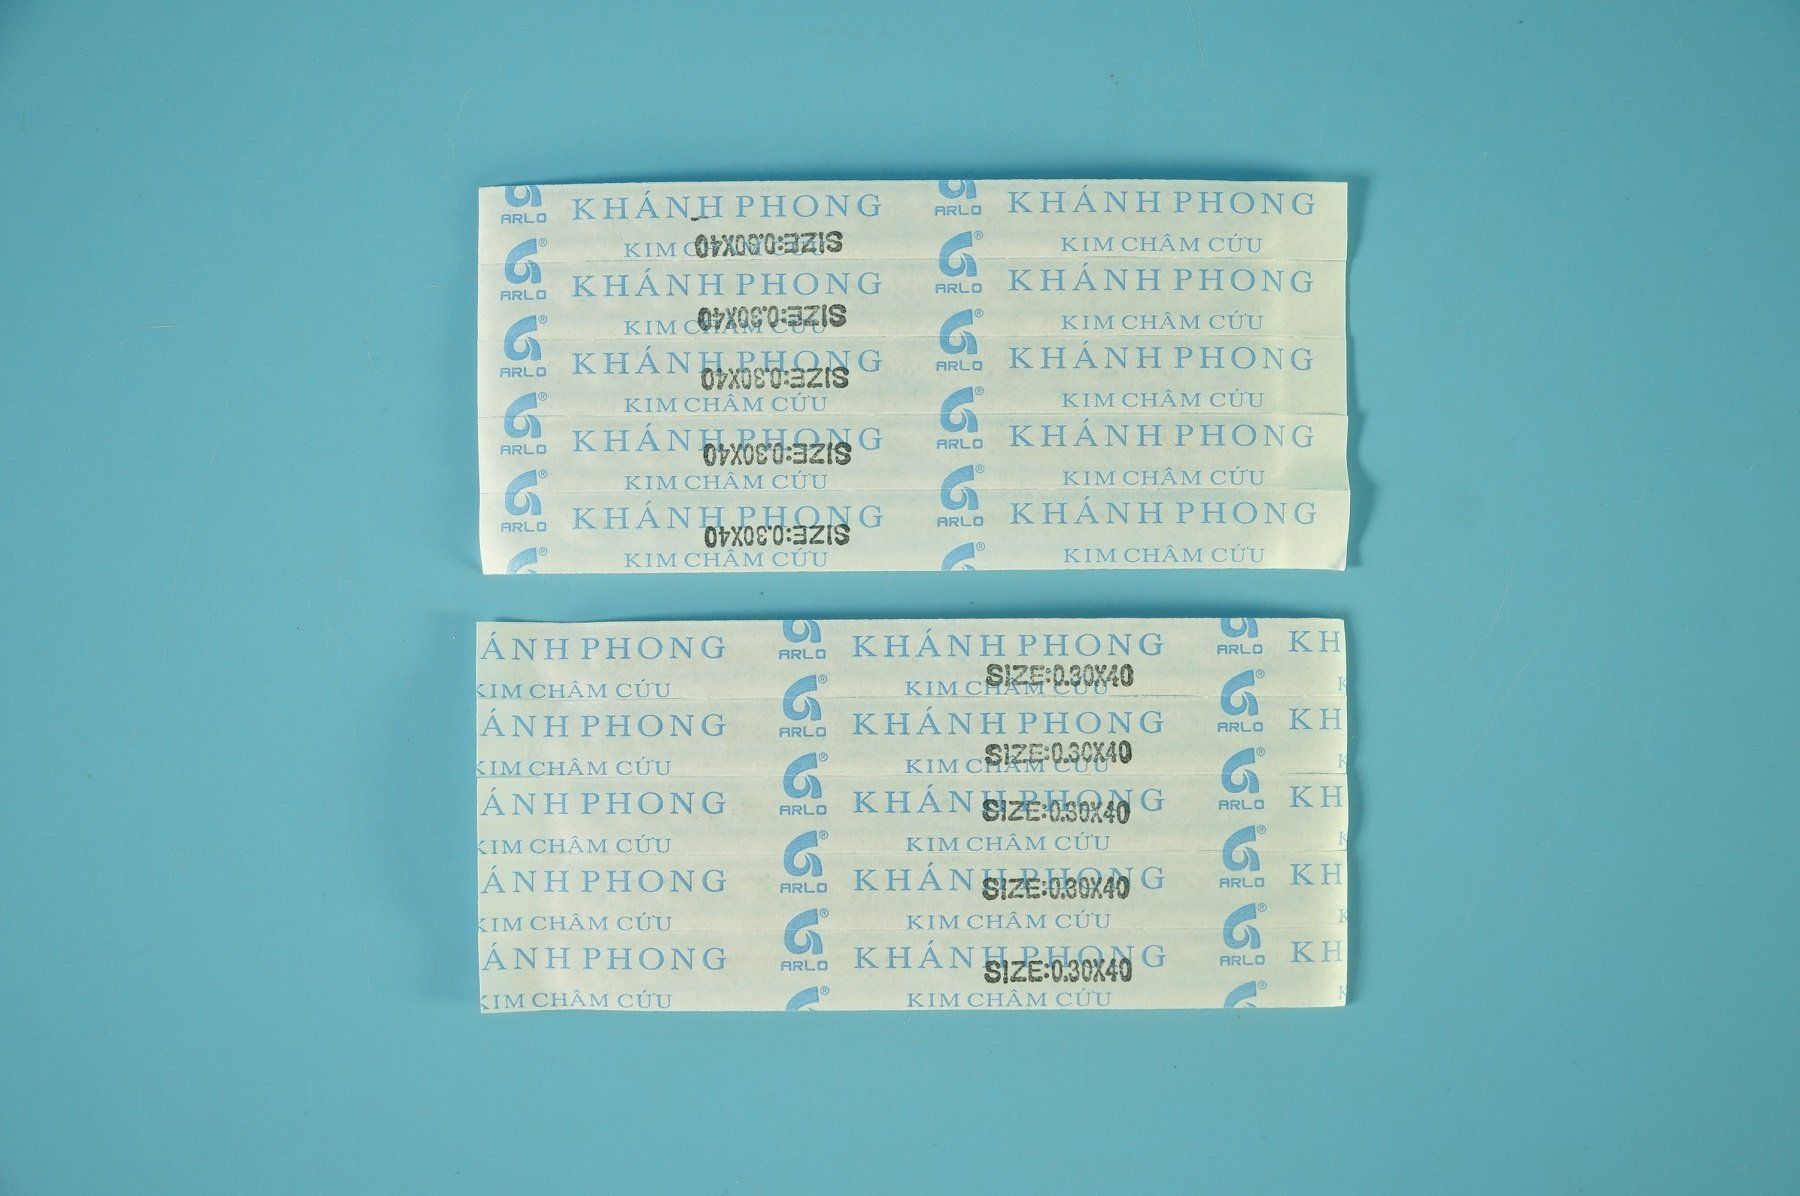 ARLO KHÁNH PHONG ARLO KHÁNH PHONG
KIM CHÂM CỨU SIZE:0.30X40 ® KIM CHÂM CỨU
® ARLO KHÁNH PHONG ARLO KHÁNH PHONG
KIM CHÂM CỨU SIZE:0.30X40 ® KIM CHÂM CỨU
® ARLO KHÁNH PHONG ARLO KHÁNH PHONG
SIZE:0.30X40
KIM CHÂM CỨU ® KIM CHÂM CỨU
® ARLO KHÁNH PHONG ARLO KHÁNH PHONG
SIZE:0.30X40
KIM CHÂM CỨU ® KIM CHÂM CỨU
® ARLO KHÁNH PHONG ARLO KHÁNH PHONG
SIZE:0.30X40
® KIM CHÂM CỨU ® KIM CHÂM CỨU
ÁNH PHONG ARLO KHÁNH PHONG ARLO KH
KIM CHÂM CỨU ® KIM CHÂM CỨU SIZE:0.30X40 ® K
ÁNH PHONG ARLO KHÁNH PHONG ARLO KH
KIM CHÂM CỨU ® KIM CHÂM CỨU SIZE:0.30X40 ® K
ÁNH PHONG ARLO KHÁNH PHONG ARLO KH
SIZE:0.30X40
KIM CHÂM CỨU ® KIM CHÂM CỨU ® K
ÁNH PHONG ARLO KHÁNH PHONG ARLO KH
SIZE:0.30X40
KIM CHÂM CỨU ® KIM CHÂM CỨU ® K
ÁNH PHONG ARLO KHÁNH PHONG ARLO KH
SIZE:0.30X40
KIM CHÂM CỨU ® KIM CHÂM CỨU ® K